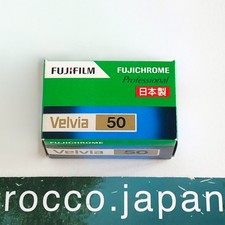 FUJIFILM
FUJICHROME
Professional
日本製
Velvia 50
Velvia 50
rocco.japan